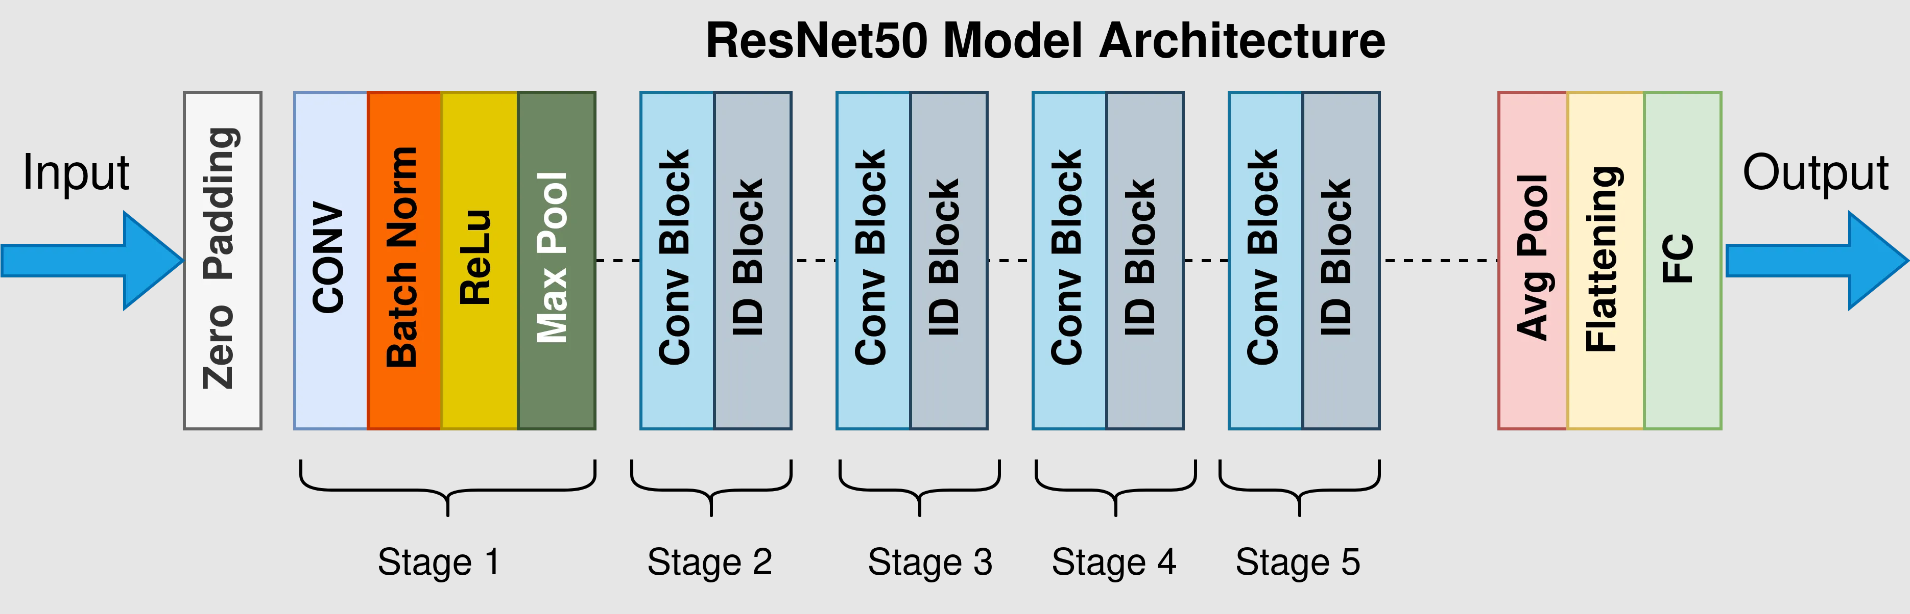 ResNet50 Model Architecture
Input
Zero Padding
CONV
Batch Norm
ReLu
Max Pool
Conv Block
ID Block
Conv Block
ID Block
Conv Block
ID Block
Conv Block
ID Block
Avg Pool
Flattening
FC
Output
Stage 1
Stage 2
Stage 3
Stage 4
Stage 5